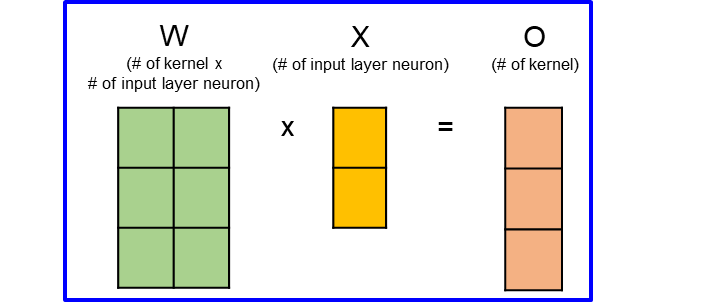 W
(# of kernel x
# of input layer neuron)
X
(# of input layer neuron)
O
(# of kernel)
x
=